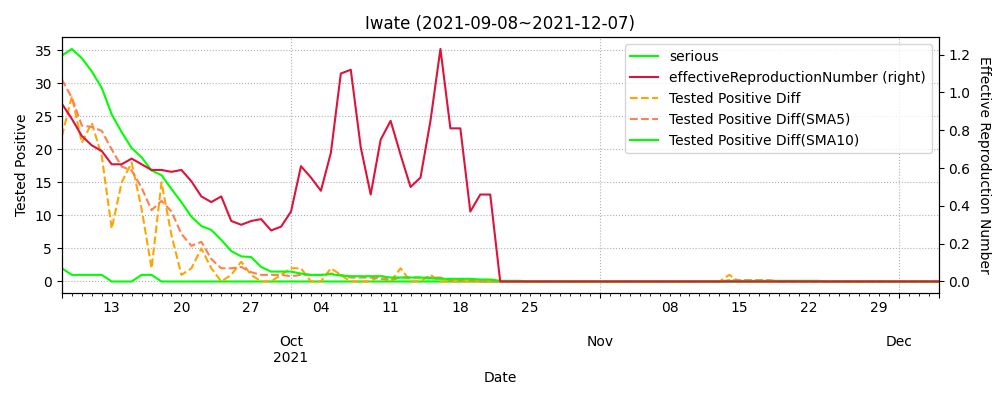 Iwate (2021-09-08~2021-12-07)
Tested Positive
35
30
25
20
15
10
5
0
serious
effectiveReproductionNumber (right)
Tested Positive Diff
Tested Positive Diff(SMA5)
Tested Positive Diff(SMA10)
1.2
1.0
0.8
0.6
0.4
0.2
0.0
Effective Reproduction Number
13 20 27 04 11 18 25 08 15 22 29
Oct Nov Dec
2021
Date